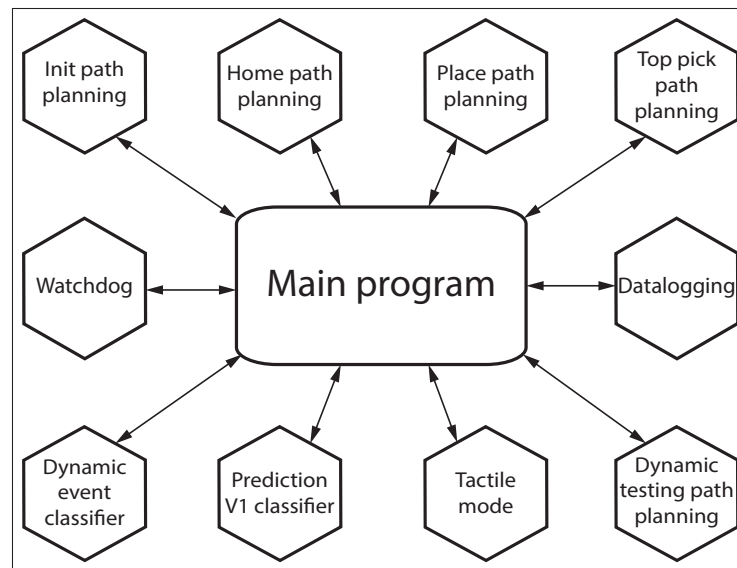 Init path
planning
Home path
planning
Place path
planning
Top pick
path
planning
Watchdog
Main program
Datalogging
Dynamic
event
classifier
Prediction
V1 classifier
Tactile
mode
Dynamic
testing path
planning